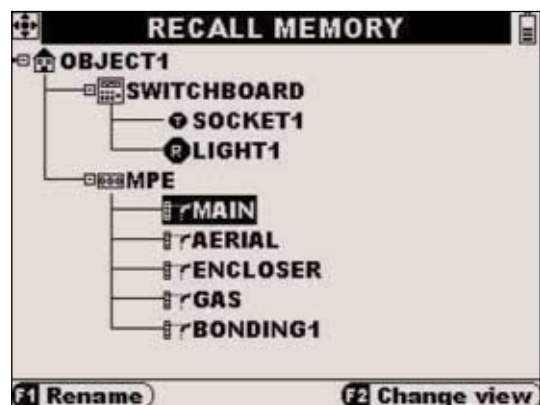 RECALL MEMORY
OBJECT1
SWITCHBOARD
T SOCKET1
R LIGHT1
MPE
MAIN
AERIAL
ENCLOSER
GAS
BONDING1
F1 Rename
F2 Change view